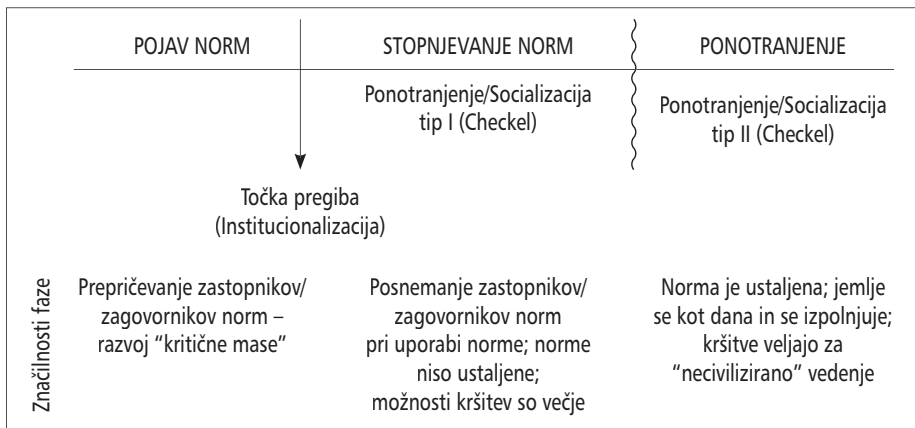 POJAV NORM
STOPNJEVANJE NORM
PONOTRANJENJE
Ponotranjenje/Socializacija
tip I (Checkel)
Ponotranjenje/Socializacija
tip II (Checkel)
Točka pregiba
(Institucionalizacija)
Značilnosti faze
Prepričevanje zastopnikov/
zagovornikov norm –
razvoj “kritične mase”
Posnemanje zastopnikov/
zagovornikov norm
pri uporabi norme; norme
niso ustaljene;
možnosti kršitev so večje
Norma je ustaljena; jemlje
se kot dana in se izpolnjuje;
kršitve veljajo za
“necivilizirano” vedenje